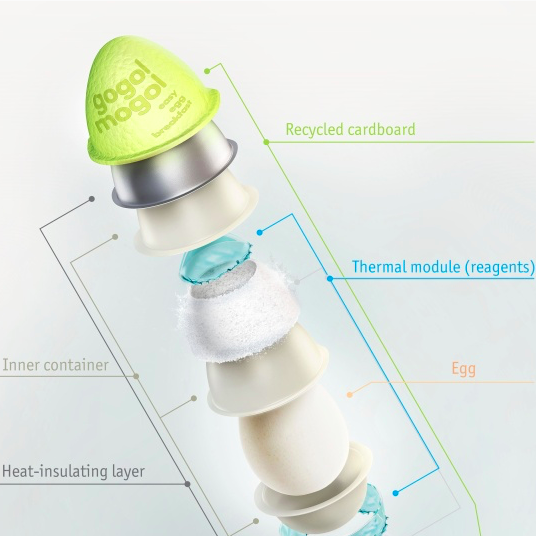 gogol
mogol
easy
egg
breakfast
Recycled cardboard
Thermal module (reagents)
Inner container
Egg
Heat-insulating layer